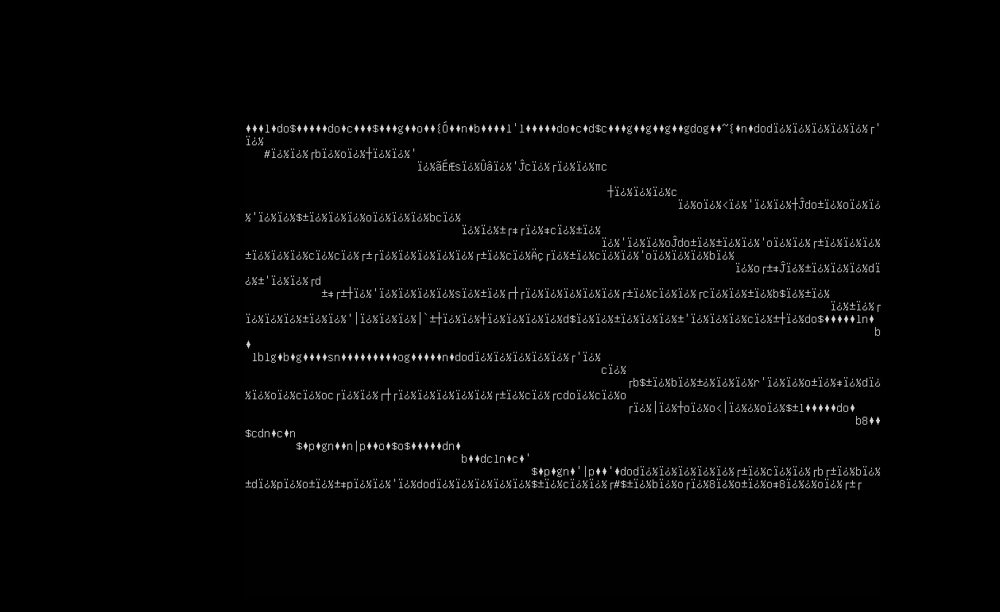 ♦♦♦l♦do$♦♦♦♦♦do♦c♦♦♦$♦♦♦g♦♦o♦♦{Ó♦♦n♦b♦♦♦♦l'l♦♦♦♦♦do♦c♦d$c♦♦♦g♦♦g♦♦g♦♦gdog♦♦~{♦n♦dodï¿½ï¿½ï¿½ï¿½ï¿½┌'
ï¿½
#ï¿½ï¿½┌bï¿½oï¿½┼ï¿½ï¿½'
ï¿½ãÉÆsï¿½Ûâï¿½'Ĵcï¿½┌ï¿½ï¿½πc
┼ï¿½ï¿½ï¿½c
ï¿½oï¿½<ï¿½'ï¿½ï¿½┼Ĵdo±ï¿½oï¿½ï¿
½'ï¿½ï¿½$±ï¿½ï¿½ï¿½oï¿½ï¿½ï¿½bcï¿½
ï¿½ï¿½±┌‡┌ï¿½‡cï¿½±ï¿½
ï¿½'ï¿½ï¿½oĴdo±ï¿½±ï¿½ï¿½'oï¿½ï¿½┌±ï¿½ï¿½ï¿½
±ï¿½ï¿½ï¿½cï¿½cï¿½┌±┌ï¿½ï¿½ï¿½ï¿½ï¿½┌±ï¿½cï¿½Äç┌ï¿½±ï¿½cï¿½ï¿½'oï¿½ï¿½ï¿½bï¿½
ï¿½o┌±‡Ĵï¿½±ï¿½ï¿½ï¿½ï¿½dï
¿½±'ï¿½ï¿½┌d
±‡┌±┼ï¿½'ï¿½ï¿½ï¿½ï¿½sï¿½±ï¿½┌┼┌ï¿½ï¿½ï¿½ï¿½ï¿½┌±ï¿½cï¿½ï¿½┌cï¿½ï¿½±ï¿½b$ï¿½±ï¿½
ï¿½±ï¿½┌
ï¿½ï¿½ï¿½±ï¿½ï¿½'│ï¿½ï¿½ï¿½│`±┼ï¿½ï¿½┼ï¿½ï¿½ï¿½ï¿½d$ï¿½ï¿½±ï¿½ï¿½ï¿½±'ï¿½ï¿½ï¿½cï¿½±┼ï¿½do$♦♦♦♦♦ln♦
b
♦
lblg♦b♦g♦♦♦♦sn♦♦♦♦♦♦♦♦♦♦og♦♦♦♦♦n♦dodï¿½ï¿½ï¿½ï¿½ï¿½┌'ï¿½
cï¿½
┌b$±ï¿½bï¿½±¿½ï¿½ï¿½r'ï¿½ï¿½o±ï¿½‡ï¿½dï¿
½ï¿½oï¿½cï¿½oc┌ï¿½ï¿½┌┼┌ï¿½ï¿½ï¿½ï¿½ï¿½┌±ï¿½cï¿½┌cdoï¿½cï¿½o
┌ï¿½│ï¿½┼oï¿½o<│ï¿½¿½oï¿½$±l♦♦♦♦♦do♦
b8♦♦
$cdn♦c♦n
$♦p♦gn♦♦n|p♦♦o♦$o$♦♦♦♦♦dn♦
b♦♦dcln♦c♦'
$♦p♦gn♦'|p♦♦'♦dodï¿½ï¿½ï¿½ï¿½ï¿½┌±ï¿½cï¿½ï¿½┌b┌±ï¿½bï¿½
±dï¿½pï¿½o±ï¿½±‡pï¿½ï¿½'ï¿½dodï¿½ï¿½ï¿½ï¿½ï¿½$±ï¿½cï¿½ï¿½┌#$±ï¿½bï¿½o┌ï¿½8ï¿½o±ï¿½o‡8ï¿½¿½oï¿½┌±┌